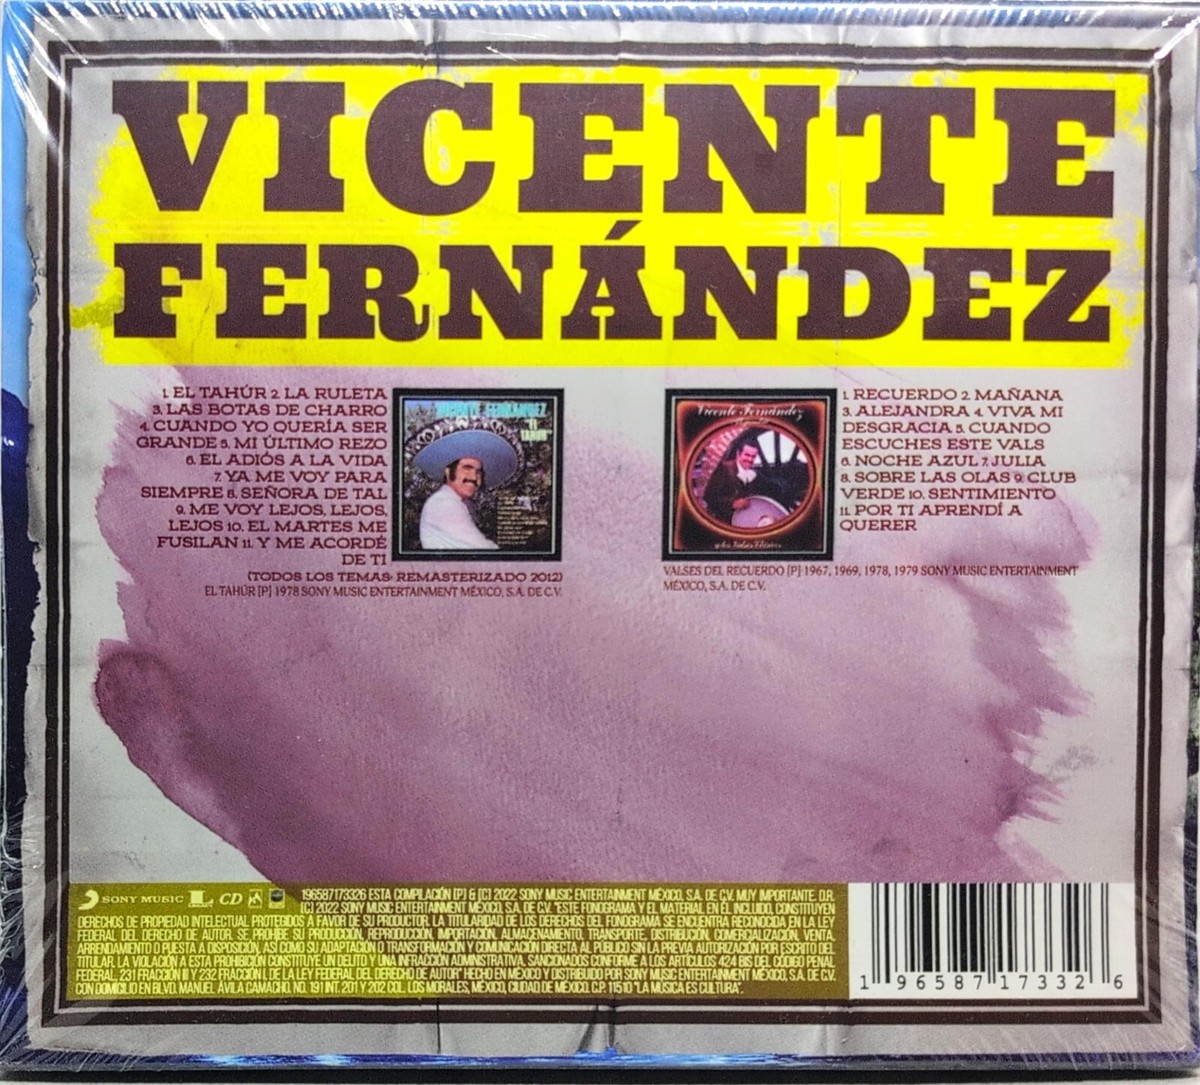 VICENTE
FERNÁNDEZ
1. EL TAHÚR 2. LA RULETA
3. LAS BOTAS DE CHARRO
4. CUANDO YO QUERÍA SER
GRANDE 5. MI ÚLTIMO REZO
6. EL ADIÓS A LA VIDA
7. YA ME VOY PARA
SIEMPRE 8. SEÑORA DE TAL
9. ME VOY LEJOS, LEJOS,
LEJOS 10. EL MARTES ME
FUSILAN 11. Y ME ACORDÉ
DE TI
(TODOS LOS TEMAS: REMASTERIZADO 2012)
EL TAHÚR [P] 1978 SONY MUSIC ENTERTAINMENT MÉXICO, S.A. DE C.V.
VICENTE FERNANDEZ
"EL
TAHUR"
Vicente Fernández
1. RECUERDO 2. MAÑANA
3. ALEJANDRA 4. VIVA MI
DESGRACIA 5. CUANDO
ESCUCHES ESTE VALS
6. NOCHE AZUL 7. JULIA
8. SOBRE LAS OLAS 9. CLUB
VERDE 10. SENTIMIENTO
11. POR TI APRENDÍ A
QUERER
VALSES DEL RECUERDO [P] 1967, 1969, 1978, 1979 SONY MUSIC ENTERTAINMENT
MÉXICO, S.A. DE C.V.
SONY MUSIC L CD
196587173326 ESTA COMPILACIÓN [P] & [C] 2022 SONY MUSIC ENTERTAINMENT MÉXICO, S.A. DE C.V. MUY IMPORTANTE. D.R.
[C] 2022 SONY MUSIC ENTERTAINMENT MÉXICO, S.A. DE C.V. "ESTE FONOGRAMA Y EL MATERIAL EN ÉL INCLUIDO, CONSTITUYEN
DERECHOS DE PROPIEDAD INTELECTUAL PROTEGIDOS A FAVOR DE SU PRODUCTOR. LA TITULARIDAD DE LOS DERECHOS DEL FONOGRAMA SE ENCUENTRA RECONOCIDA EN LA LEY
FEDERAL DEL DERECHO DE AUTOR. SE PROHÍBE SU PRODUCCIÓN, REPRODUCCIÓN, IMPORTACIÓN, ALMACENAMIENTO, TRANSPORTE, DISTRIBUCIÓN, COMERCIALIZACIÓN, VENTA,
ARRENDAMIENTO O PUESTA A DISPOSICIÓN, ASÍ COMO SU ADAPTACIÓN O TRANSFORMACIÓN Y COMUNICACIÓN DIRECTA AL PÚBLICO SIN LA PREVIA AUTORIZACIÓN POR ESCRITO DEL
TITULAR. LA VIOLACIÓN A ESTA PROHIBICIÓN CONSTITUYE UN DELITO Y UNA INFRACCIÓN ADMINISTRATIVA, SANCIONADOS CONFORME A LOS ARTÍCULOS 424 BIS DEL CÓDIGO PENAL
FEDERAL, 231 FRACCIÓN III Y 232 FRACCIÓN I, DE LA LEY FEDERAL DEL DERECHO DE AUTOR" HECHO EN MÉXICO Y DISTRIBUIDO POR SONY MUSIC ENTERTAINMENT MÉXICO, S.A. DE C.V.
CON DOMICILIO EN BLVD. MANUEL ÁVILA CAMACHO, NO. 191 INT. 201 Y 202 COL. LOS MORALES, MÉXICO, CIUDAD DE MÉXICO. C.P. 11510 "LA MÚSICA ES CULTURA".
1 96587 17332 6